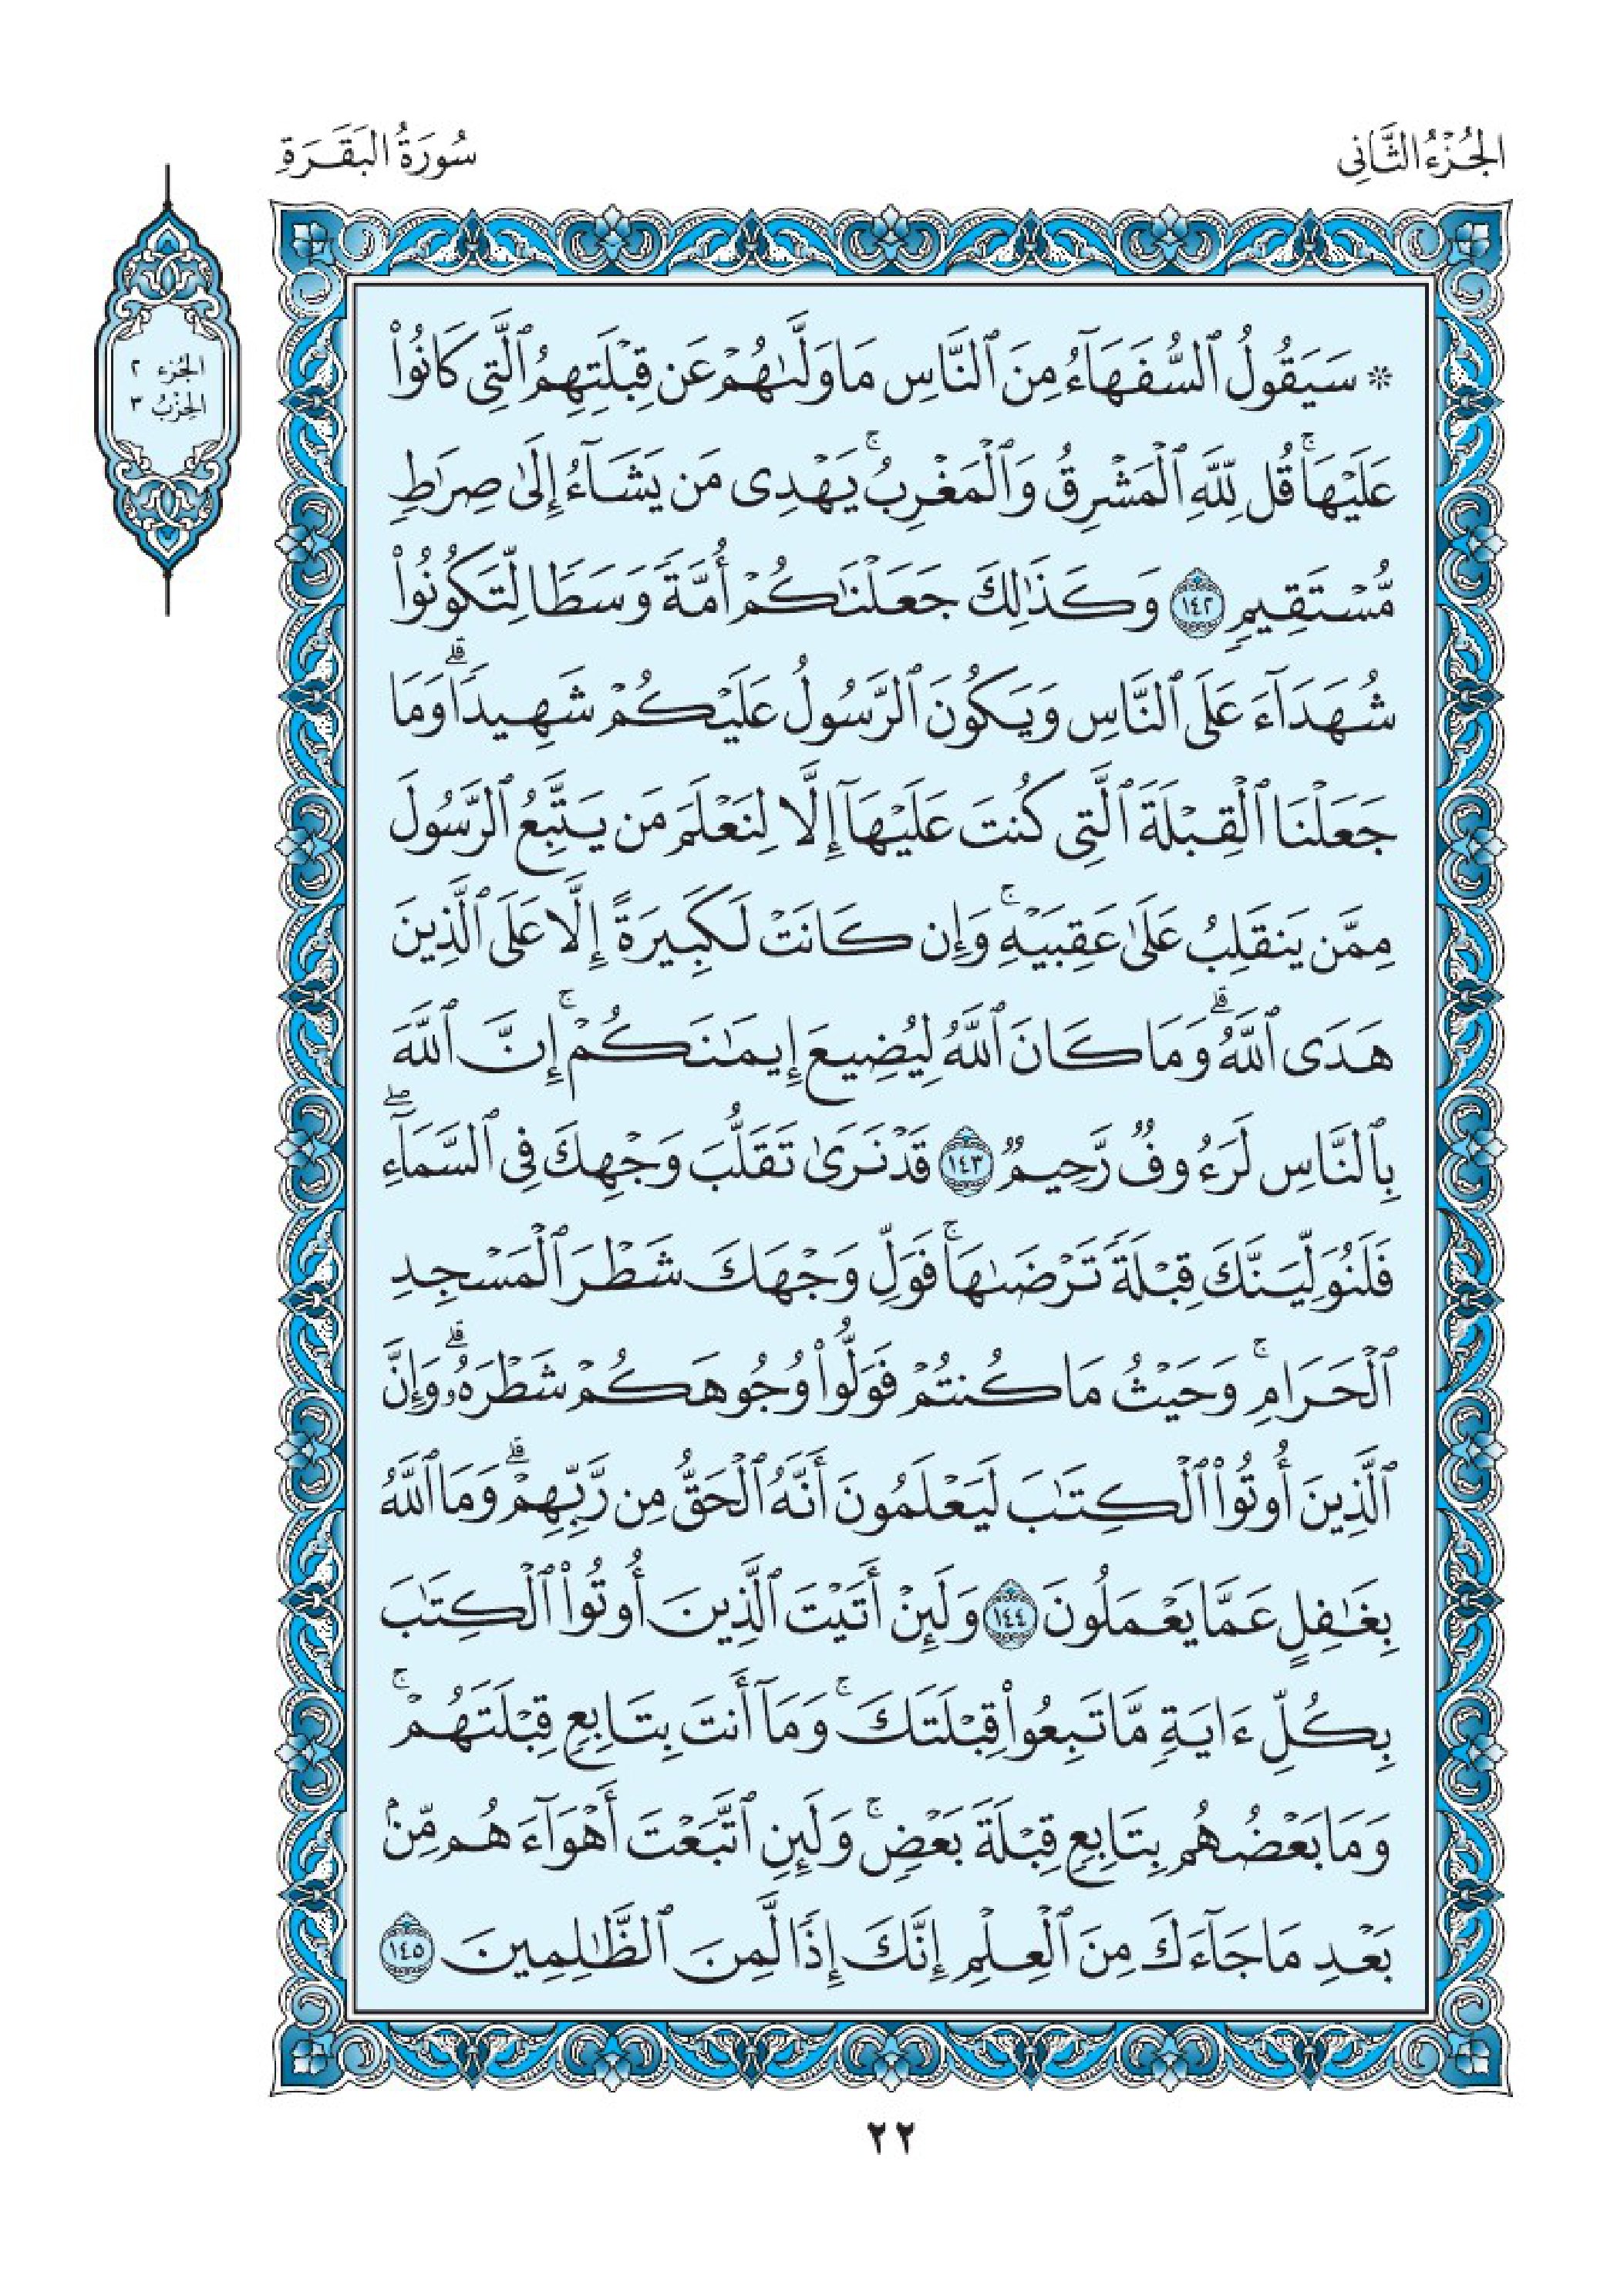 الجُزْءُ الثَّانِى
سُورَةُ البَقَرَةِ
الجُزء ٢
الحِزْبُ ٣
۞ سَيَقُولُ ٱلسُّفَهَآءُ مِنَ ٱلنَّاسِ مَا وَلَّىٰهُمْ عَن قِبْلَتِهِمُ ٱلَّتِى كَانُوا۟
عَلَيْهَا ۚ قُل لِّلَّهِ ٱلْمَشْرِقُ وَٱلْمَغْرِبُ ۚ يَهْدِى مَن يَشَآءُ إِلَىٰ صِرَٰطٍ
مُّسْتَقِيمٍ ١٤٢ وَكَذَٰلِكَ جَعَلْنَٰكُمْ أُمَّةً وَسَطًا لِّتَكُونُوا۟
شُهَدَآءَ عَلَى ٱلنَّاسِ وَيَكُونَ ٱلرَّسُولُ عَلَيْكُمْ شَهِيدًا ۗ وَمَا
جَعَلْنَا ٱلْقِبْلَةَ ٱلَّتِى كُنتَ عَلَيْهَآ إِلَّا لِنَعْلَمَ مَن يَتَّبِعُ ٱلرَّسُولَ
مِمَّن يَنقَلِبُ عَلَىٰ عَقِبَيْهِ ۚ وَإِن كَانَتْ لَكَبِيرَةً إِلَّا عَلَى ٱلَّذِينَ
هَدَى ٱللَّهُ ۗ وَمَا كَانَ ٱللَّهُ لِيُضِيعَ إِيمَٰنَكُمْ ۚ إِنَّ ٱللَّهَ
بِٱلنَّاسِ لَرَءُوفٌ رَّحِيمٌ ١٤٣ قَدْ نَرَىٰ تَقَلُّبَ وَجْهِكَ فِى ٱلسَّمَآءِ ۖ
فَلَنُوَلِّيَنَّكَ قِبْلَةً تَرْضَىٰهَا ۚ فَوَلِّ وَجْهَكَ شَطْرَ ٱلْمَسْجِدِ
ٱلْحَرَامِ ۚ وَحَيْثُ مَا كُنتُمْ فَوَلُّوا۟ وُجُوهَكُمْ شَطْرَهُۥ ۗ وَإِنَّ
ٱلَّذِينَ أُوتُوا۟ ٱلْكِتَٰبَ لَيَعْلَمُونَ أَنَّهُ ٱلْحَقُّ مِن رَّبِّهِمْ ۗ وَمَا ٱللَّهُ
بِغَٰفِلٍ عَمَّا يَعْمَلُونَ ١٤٤ وَلَئِنْ أَتَيْتَ ٱلَّذِينَ أُوتُوا۟ ٱلْكِتَٰبَ
بِكُلِّ ءَايَةٍ مَّا تَبِعُوا۟ قِبْلَتَكَ ۚ وَمَآ أَنتَ بِتَابِعٍ قِبْلَتَهُمْ ۚ
وَمَا بَعْضُهُم بِتَابِعٍ قِبْلَةَ بَعْضٍ ۚ وَلَئِنِ ٱتَّبَعْتَ أَهْوَآءَهُم مِّنۢ
بَعْدِ مَا جَآءَكَ مِنَ ٱلْعِلْمِ إِنَّكَ إِذًا لَّمِنَ ٱلظَّٰلِمِينَ ١٤٥
٢٢